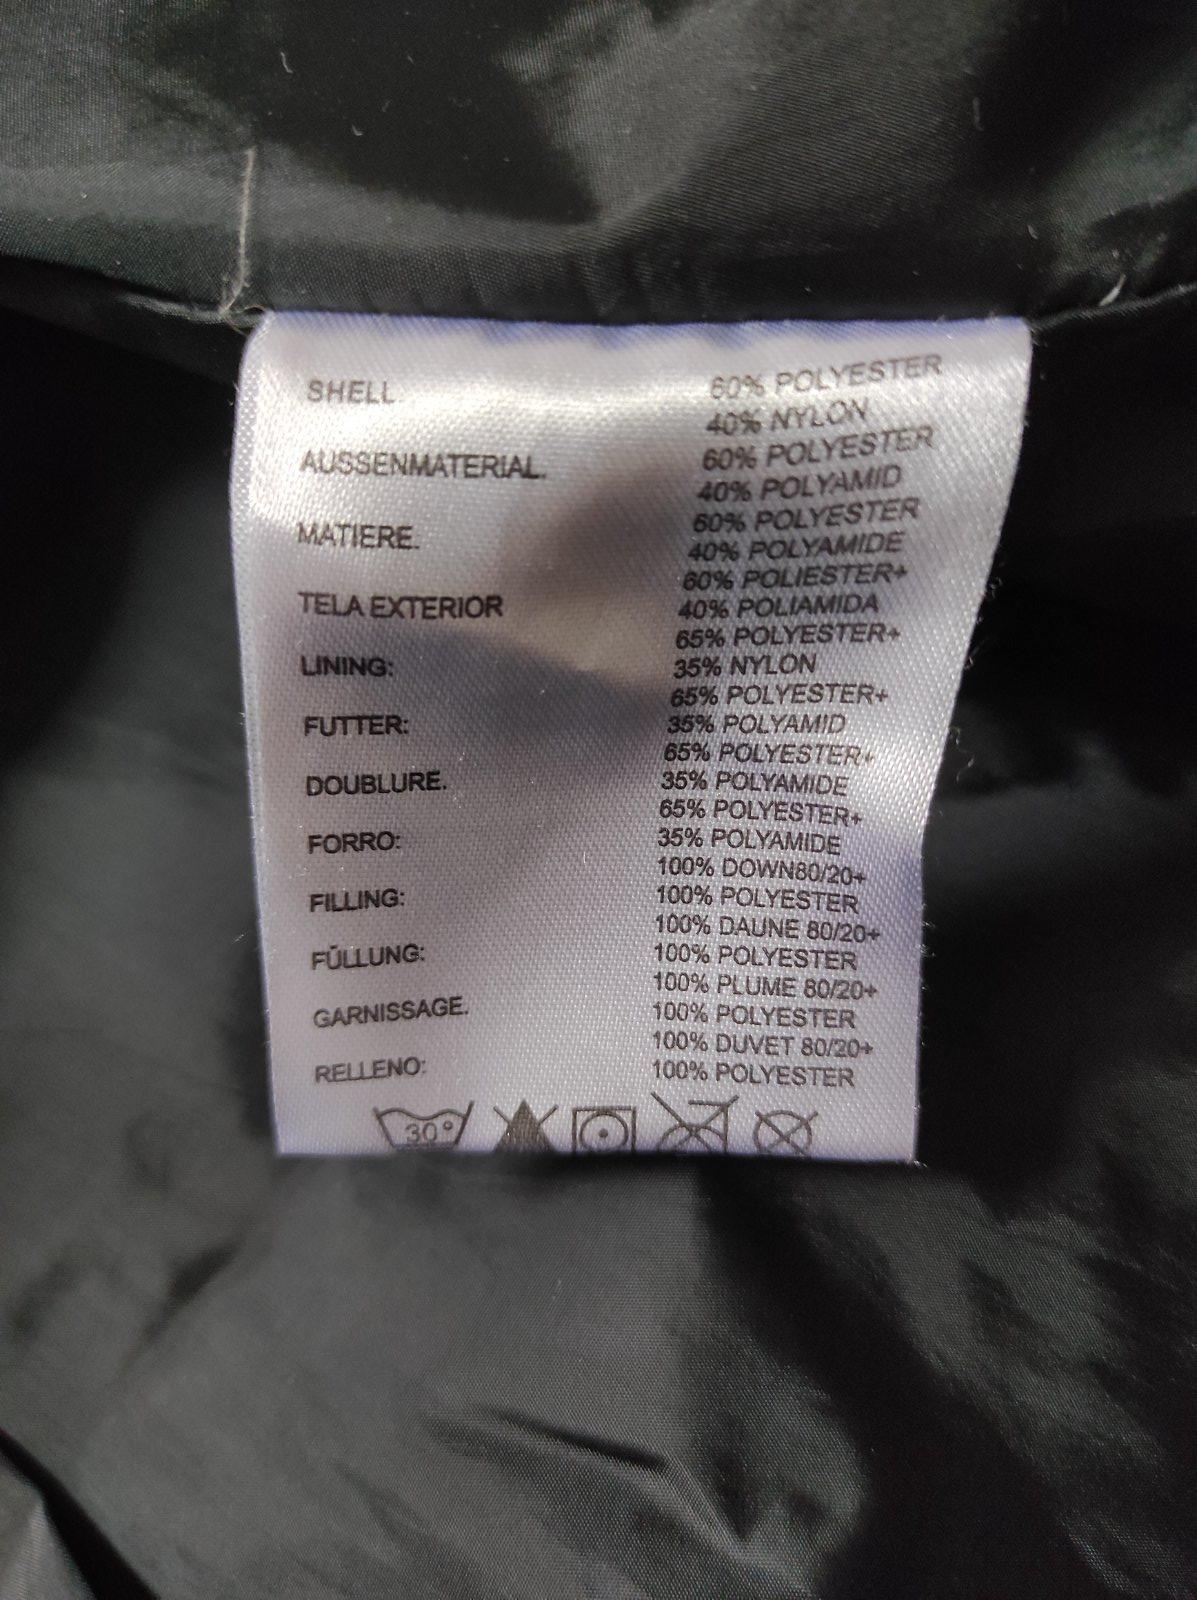 SHELL. 60% POLYESTER
40% NYLON
AUSSENMATERIAL. 60% POLYESTER
40% POLYAMID
MATIERE. 60% POLYESTER
40% POLYAMIDE
TELA EXTERIOR 60% POLIESTER+
40% POLIAMIDA
LINING: 65% POLYESTER+
35% NYLON
FUTTER: 65% POLYESTER+
35% POLYAMID
DOUBLURE. 65% POLYESTER+
35% POLYAMIDE
FORRO: 65% POLYESTER+
35% POLYAMIDE
FILLING: 100% DOWN80/20+
100% POLYESTER
FÜLLUNG: 100% DAUNE 80/20+
100% POLYESTER
GARNISSAGE. 100% PLUME 80/20+
100% POLYESTER
RELLENO: 100% DUVET 80/20+
100% POLYESTER
30°